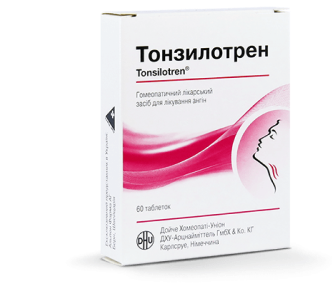 Тонзилотрен
Tonsilotren®
Гомеопатичний лікарський
засіб для лікування ангін
60 таблеток
DHU
Дойче Хомеопаті-Уніон
ДХУ-Арцнайміттель ГмбХ & Ко. КГ
Карлсруе, Німеччина